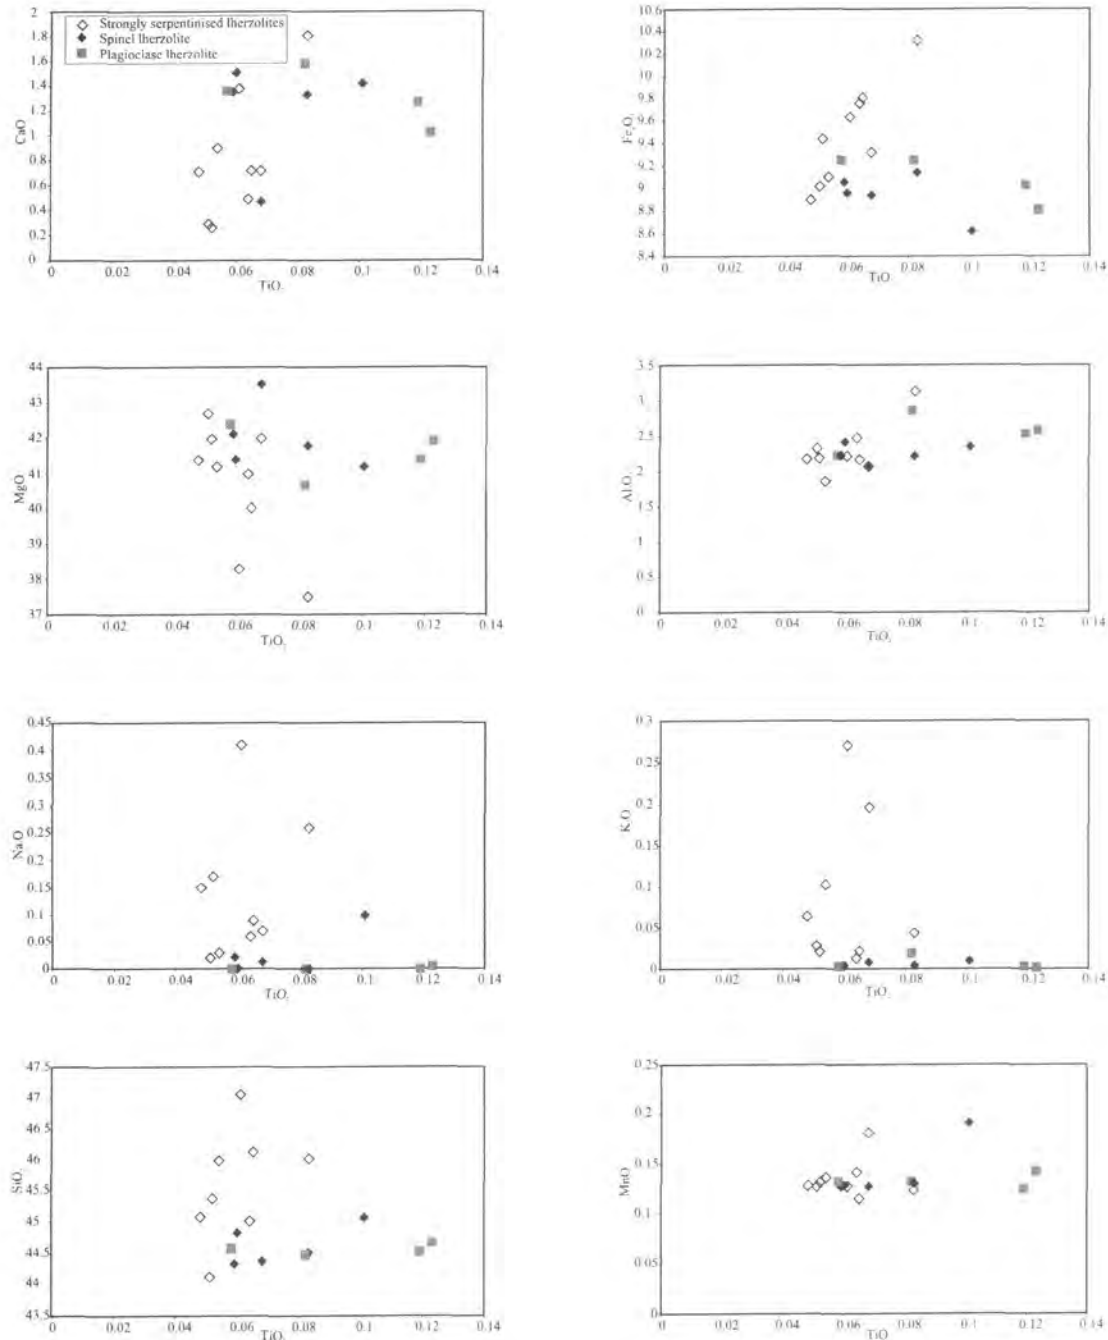 2
1.8
1.6
1.4
1.2
1
0.8
0.6
0.4
0.2
0
CaO
Strongly serpentinised lherzolites
Spinel lherzolite
Plagioclase lherzolite
0 0.02 0.04 0.06 0.08 0.1 0.12 0.14
TiO2
10.6
10.4
10.2
10.0
9.8
9.6
9.4
9.2
9.0
8.8
8.6
8.4
Fe2O3
0 0.02 0.04 0.06 0.08 0.1 0.12 0.14
TiO
44
43
42
41
40
39
38
37
MgO
0 0.02 0.04 0.06 0.08 0.1 0.12 0.14
TiO2
3.5
3
2.5
2
1.5
1
0.5
0
Al2O3
0 0.02 0.04 0.06 0.08 0.1 0.12 0.14
TiO2
0.45
0.4
0.35
0.3
0.25
0.2
0.15
0.1
0.05
0
Na2O
0 0.02 0.04 0.06 0.08 0.1 0.12 0.14
TiO2
0.3
0.25
0.2
0.15
0.1
0.05
0
K2O
0 0.02 0.04 0.06 0.08 0.1 0.12 0.14
TiO2
47.5
47
46.5
46
45.5
45
44.5
44
43.5
SiO2
0 0.02 0.04 0.06 0.08 0.1 0.12 0.14
TiO2
0.25
0.2
0.15
0.1
0.05
0
MnO
0 0.02 0.04 0.06 0.08 0.1 0.12 0.14
TiO2